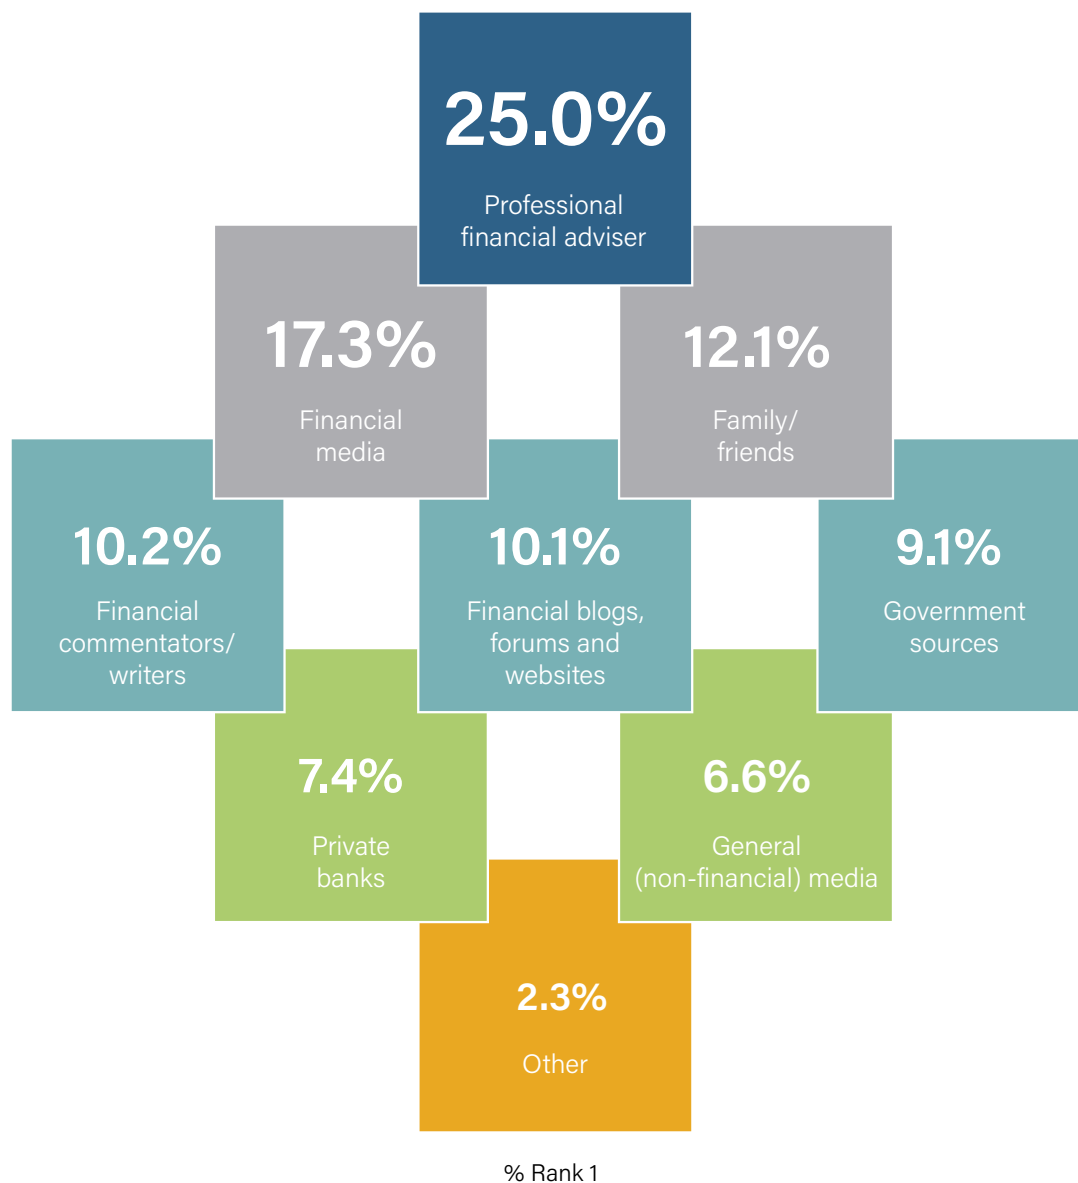 25.0%
Professional
financial adviser
17.3%
Financial
media
12.1%
Family/
friends
10.2%
Financial
commentators/
writers
10.1%
Financial blogs,
forums and
websites
9.1%
Government
sources
7.4%
Private
banks
6.6%
General
(non-financial) media
2.3%
Other
% Rank 1